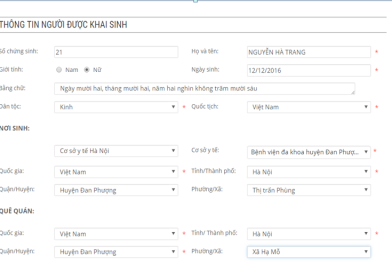 THÔNG TIN NGƯỜI ĐƯỢC KHAI SINH
Số chứng sinh: 21 Họ và tên: NGUYỄN HÀ TRANG *
Giới tính: Nam Nữ Ngày sinh: 12/12/2016 *
Bằng chữ: Ngày mười hai, tháng mười hai, năm hai nghìn không trăm mười sáu
Dân tộc: Kinh * Quốc tịch: Việt Nam *
NƠI SINH:
Cơ sở y tế Hà Nội Cơ sở y tế: Bệnh viện đa khoa huyện Đan Phượ... *
Quốc gia: Việt Nam * Tỉnh/Thành phố: Hà Nội *
Quận/Huyện: Huyện Đan Phượng * Phường/Xã: Thị trấn Phùng *
QUÊ QUÁN:
Quốc gia: Việt Nam * Tỉnh/ Thành phố: Hà Nội *
Quận/Huyện: Huyện Đan Phượng * Phường/Xã: Xã Hạ Mỗ *